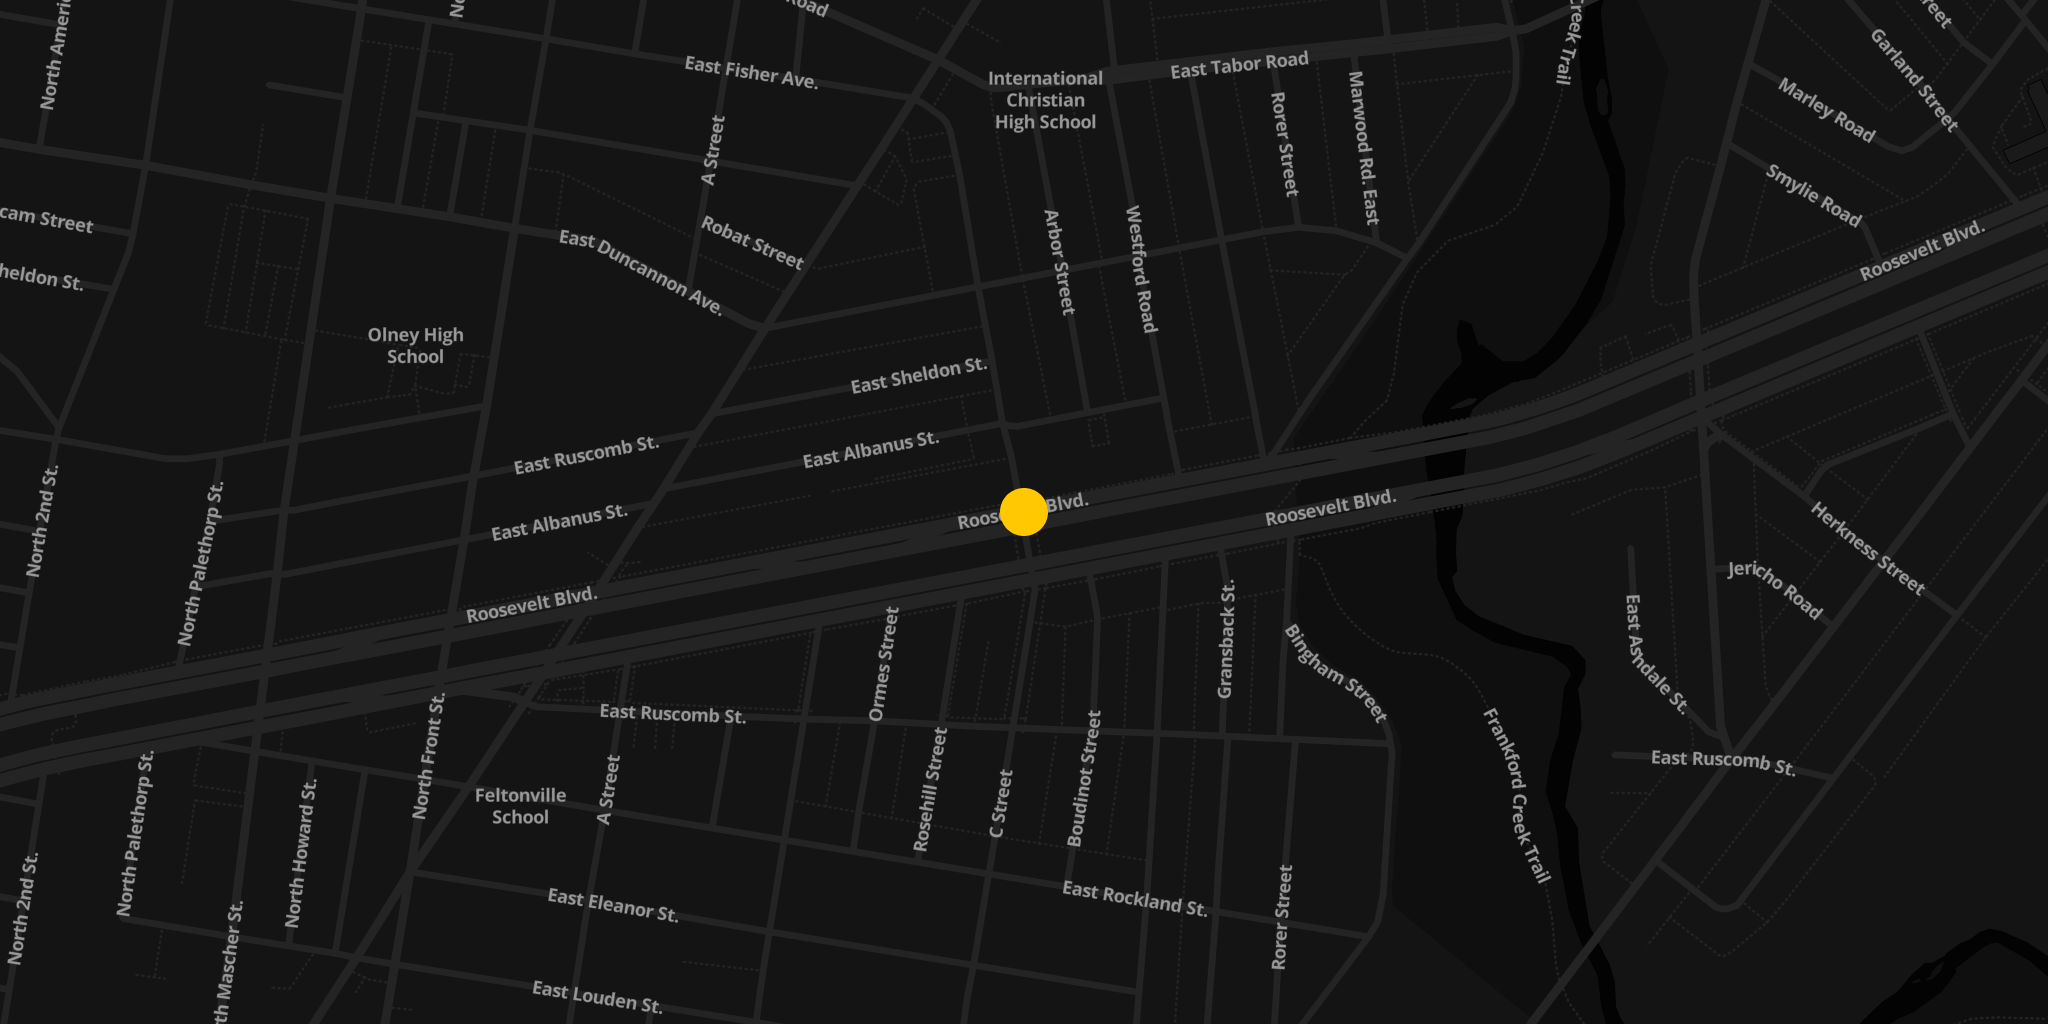 Road
Creek Trail
North Ameri
East Fisher Ave.
International
Christian
High School
East Tabor Road
Garland Street
Marley Road
Rorer Street
Marwood Rd. East
A Street
Smylie Road
cam Street
Robat Street
East Duncannon Ave.
Arbor Street
Westford Road
Roosevelt Blvd.
heldon St.
Olney High
School
East Sheldon St.
East Ruscomb St.
East Albanus St.
East Albanus St.
North 2nd St.
North Palethorp St.
Blvd.
Roosevelt Blvd.
Herkness Street
Jericho Road
Roosevelt Blvd.
East Ashdale St.
Gransback St.
Bingham Street
Ormes Street
East Ruscomb St.
North Front St.
Frankford Creek Trail
East Ruscomb St.
Rosehill Street
C Street
Boudinot Street
A Street
Feltonville
School
North Palethorp St.
North Howard St.
North 2nd St.
th Mascher St.
East Eleanor St.
East Rockland St.
Rorer Street
East Louden St.